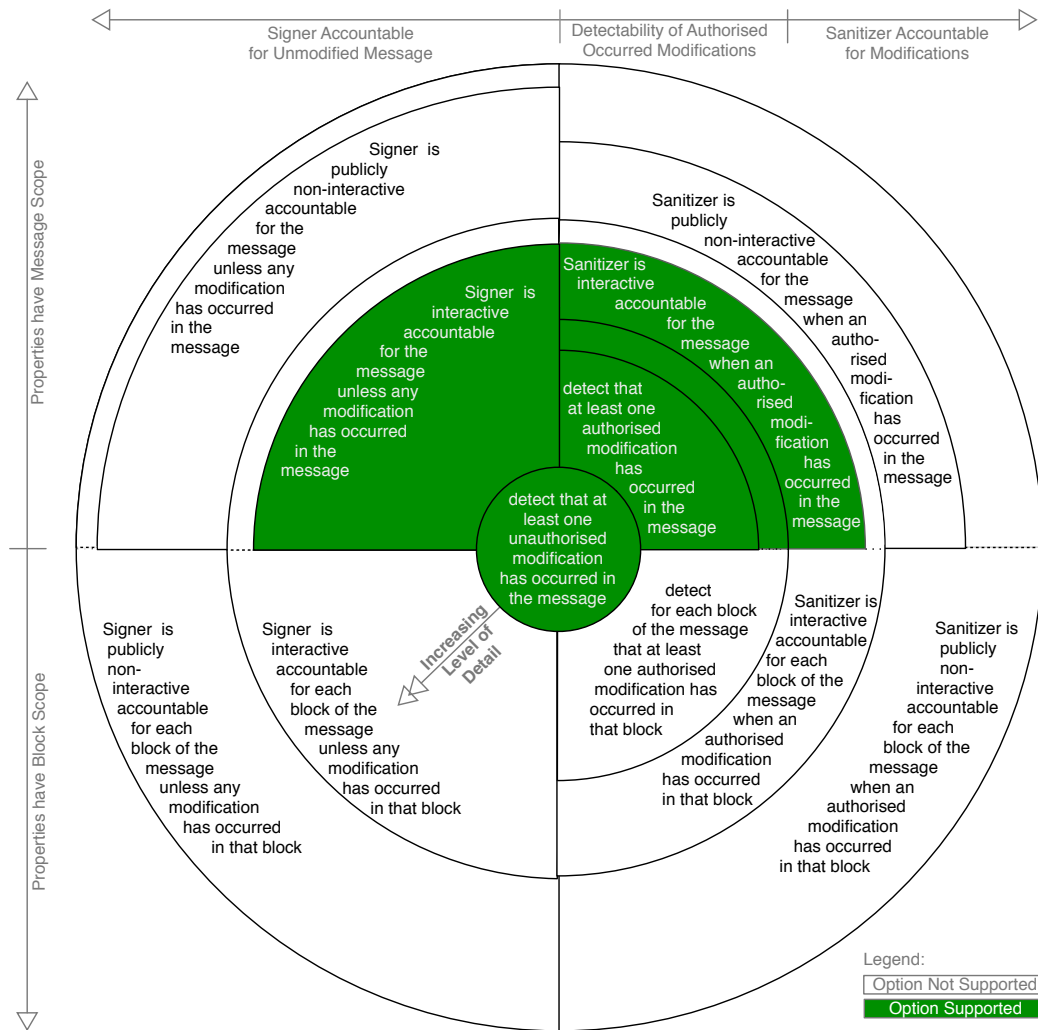 Signer Accountable
for Unmodified Message
Detectability of Authorised
Occurred Modifications
Sanitizer Accountable
for Modifications
Properties have Message Scope
Properties have Block Scope
Signer is
publicly
non-interactive
accountable
for the
message
unless any
modification
has occurred
in the
message
Signer is
interactive
accountable
for the
message
unless any
modification
has occurred
in the
message
Sanitizer is
interactive
accountable
for the
message
when an
autho-
rised
modi-
fication
has
occurred
in the
message
Sanitizer is
publicly
non-interactive
accountable
for the
message
when an
autho-
rised
modi-
fication
has
occurred
in the
message
detect that
at least one
authorised
modification
has
occurred
in the
message
detect that at
least one
unauthorised
modification
has occurred in
the message
Signer is
publicly
non-
interactive
accountable
for each
block of the
message
unless any
modification
has occurred
in that block
Signer is
interactive
accountable
for each
block of the
message
unless any
modification
has occurred
in that block
Increasing
Level of
Detail
detect
for each block
of the message
that at least
one authorised
modification has
occurred in
that block
Sanitizer is
interactive
accountable
for each
block of the
message
when an
authorised
modification
has occurred
in that block
Sanitizer is
publicly
non-
interactive
accountable
for each
block of the
message
when an
authorised
modification
has occurred
in that block
Legend:
Option Not Supported
Option Supported